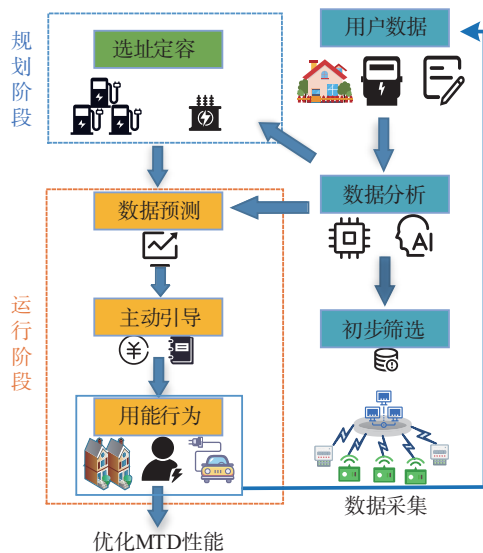 规划阶段
选址定容
用户数据
数据分析
数据预测
AI
运行阶段
主动引导
初步筛选
¥
用能行为
数据采集
优化MTD性能